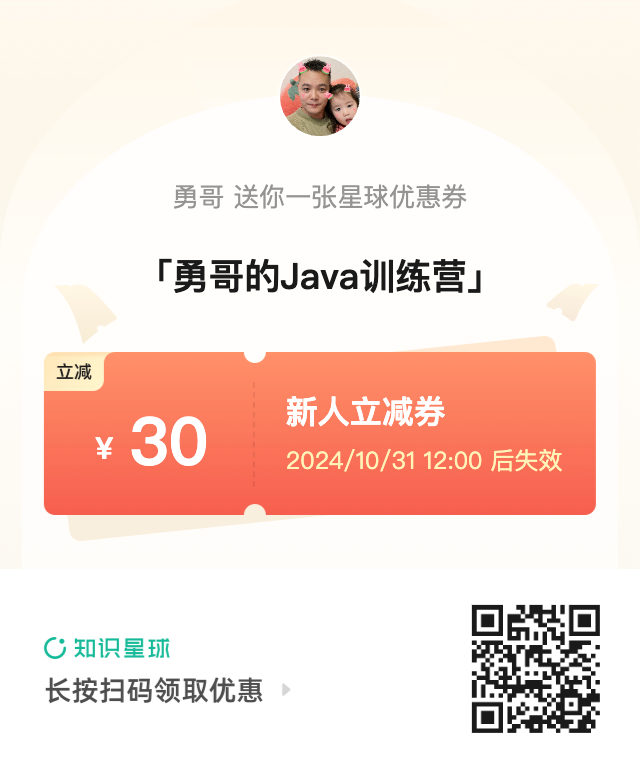 勇哥 送你一张星球优惠券
「勇哥的Java训练营」
立减
¥ 30
新人立减券
2024/10/31 12:00 后失效
知识星球
长按扫码领取优惠